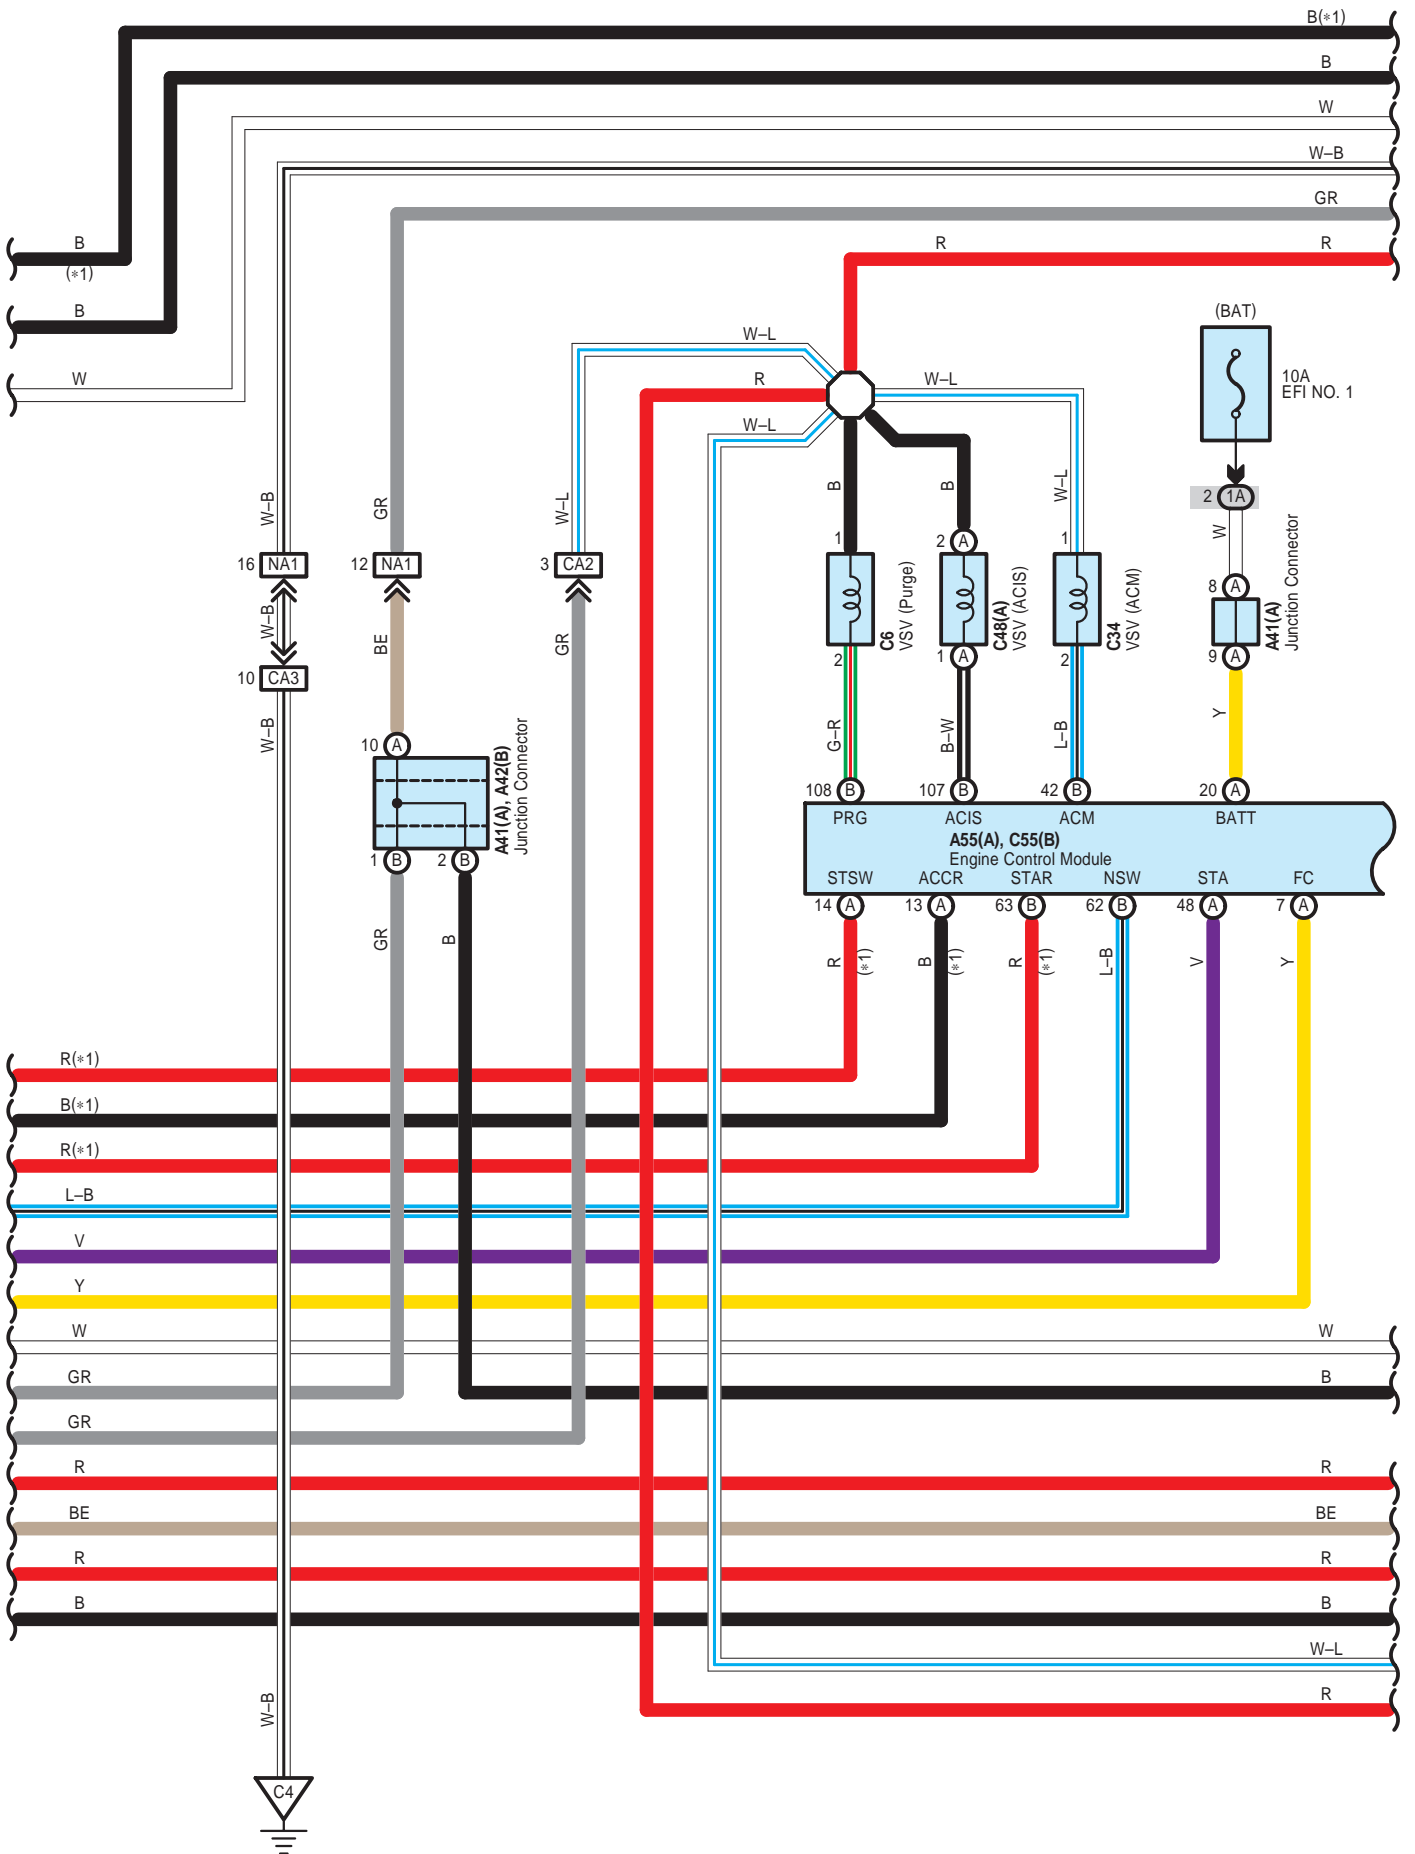 B(*1)
B
W
W–B
GR
B
(*1)
R
R
B
W
(BAT)
10A
EFI NO. 1
W–L
R
W–L
W–L
W–B
GR
W–L
B
B
W–L
2
1A
W
16
NA1
12
NA1
3
CA2
1
2
A
1
8
A
A41(A)
Junction Connector
C6
VSV (Purge)
C48(A)
VSV (ACIS)
C34
VSV (ACM)
W–B
BE
GR
2
1
A
2
9
A
10
CA3
W–B
10
A
A41(A), A42(B)
Junction Connector
G–R
B–W
L–B
Y
108
B
107
B
42
B
20
A
PRG
ACIS
ACM
BATT
A55(A), C55(B)
Engine Control Module
1
B
2
B
STSW
ACCR
STAR
NSW
STA
FC
14
A
13
A
63
B
62
B
48
A
7
A
GR
B
R
(*1)
B
(*1)
R
(*1)
L–B
V
Y
R(*1)
B(*1)
R(*1)
L–B
V
Y
W
W
GR
B
GR
R
R
BE
BE
R
R
B
B
W–L
R
W–B
C4